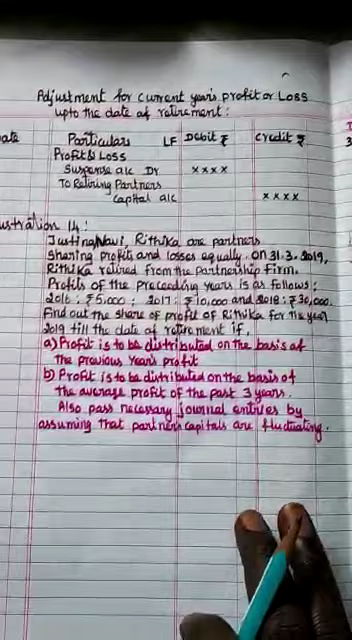 Adjustment for current year's profit or Loss
upto the date of retirement:
ate Particulars LF Debit ₹ Credit ₹
Profit & Loss
Suspense a/c Dr xxxx
To Retiring Partners
Capital a/c xxxx
ustration 14:
Justina, Navi, Rithika are partners
sharing profits and losses equally. on 31.3.2019,
Rithika retired from the partnership firm.
Profits of the preceding years is as follows:
2016: ₹5,000; 2017: ₹10,000 and 2018: ₹30,000.
Find out the share of profit of Rithika for the year
2019 till the date of retirement if,
a) Profit is to be distributed on the basis of
the previous years profit
b) Profit is to be distributed on the basis of
the average profit of the past 3 years.
Also pass necessary journal entries by
assuming that partners capitals are fluctuating.